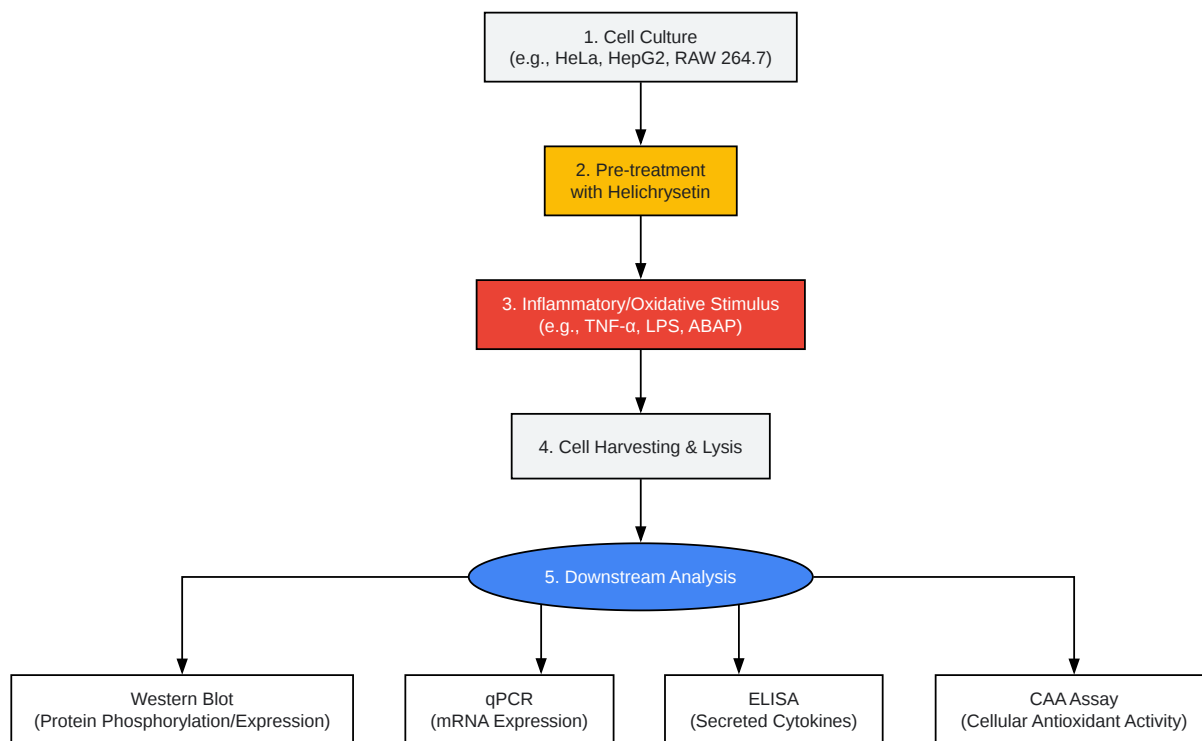 1. Cell Culture
(e.g., HeLa, HepG2, RAW 264.7)
2. Pre-treatment
with Helichrysetin
3. Inflammatory/Oxidative Stimulus
(e.g., TNF-α, LPS, ABAP)
4. Cell Harvesting & Lysis
5. Downstream Analysis
Western Blot
(Protein Phosphorylation/Expression)
qPCR
(mRNA Expression)
ELISA
(Secreted Cytokines)
CAA Assay
(Cellular Antioxidant Activity)